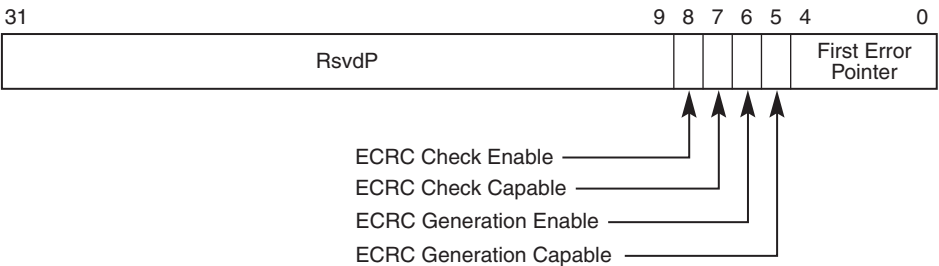 31 9 8 7 6 5 4 0
RsvdP
First Error
Pointer
ECRC Check Enable
ECRC Check Capable
ECRC Generation Enable
ECRC Generation Capable